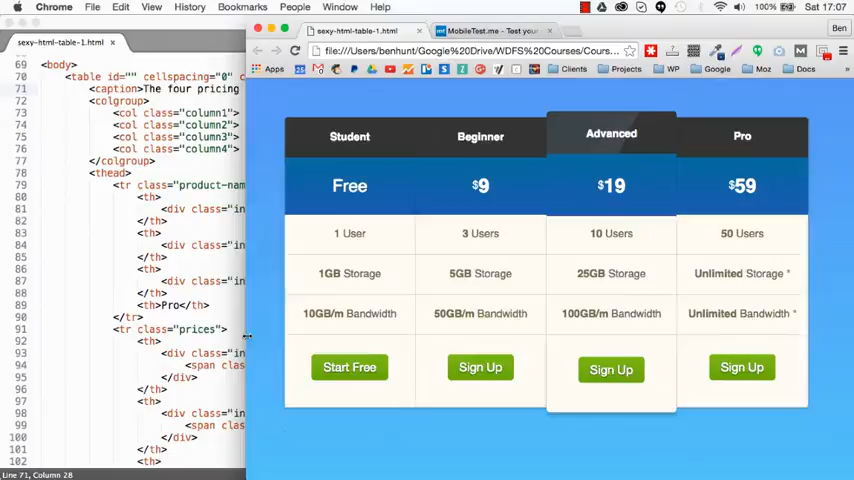 Chrome File Edit View History Bookmarks People Window Help
100% Sat 17:07
sexy-html-table-1.html ×
sexy-html-table-1.html ×
MobileTest.me - Test your ×
Ben
file:///Users/benhunt/Google%20Drive/WDFS%20Courses/Cours...
Apps
Clients
Projects
WP
Google
Moz
Docs
»
69 <body>
70 <table id="" cellspacing="0" c
71 <caption>The four pricing
72 <colgroup>
73 <col class="column1">
74 <col class="column2">
75 <col class="column3">
76 <col class="column4">
77 </colgroup>
78 <thead>
79 <tr class="product-nam
80 <th>
81 <div class="in
82 </th>
83 <th>
84 <div class="in
85 </th>
86 <th>
87 <div class="in
88 </th>
89 <th>Pro</th>
90 </tr>
91 <tr class="prices">
92 <th>
93 <div class="in
94 <span class
95 </div>
96 </th>
97 <th>
98 <div class="in
99 <span class
100 </div>
101 </th>
102 <th>
Line 71, Column 28
Student Beginner Advanced Pro
Free $9 $19 $59
1 User 3 Users 10 Users 50 Users
1GB Storage 5GB Storage 25GB Storage Unlimited Storage *
10GB/m Bandwidth 50GB/m Bandwidth 100GB/m Bandwidth Unlimited Bandwidth *
Start Free Sign Up Sign Up Sign Up